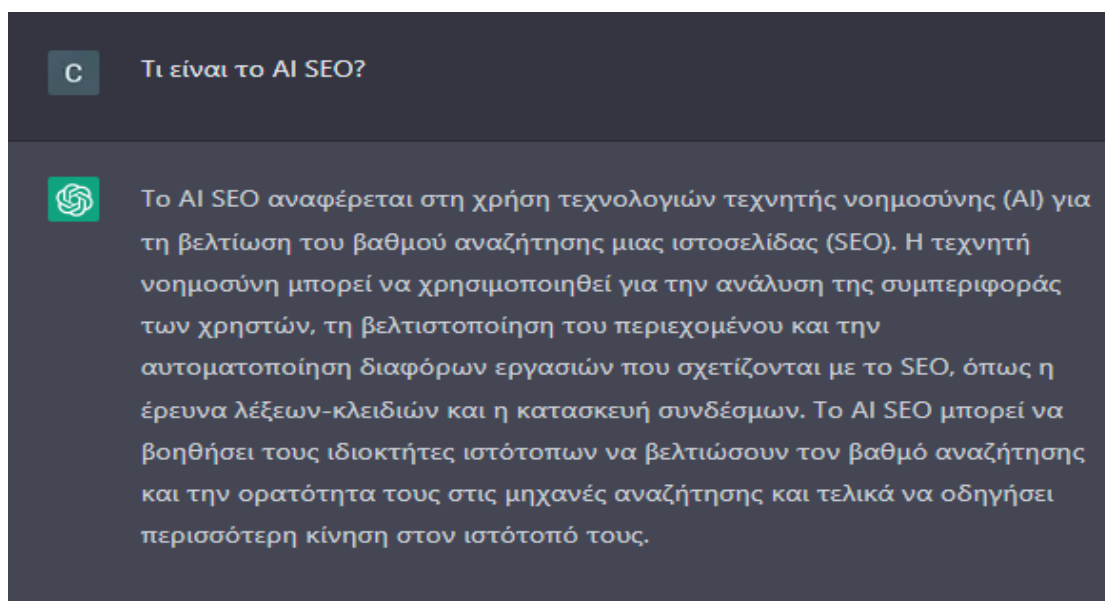 C
Τι είναι το AI SEO?
Το AI SEO αναφέρεται στη χρήση τεχνολογιών τεχνητής νοημοσύνης (AI) για
τη βελτίωση του βαθμού αναζήτησης μιας ιστοσελίδας (SEO). Η τεχνητή
νοημοσύνη μπορεί να χρησιμοποιηθεί για την ανάλυση της συμπεριφοράς
των χρηστών, τη βελτιστοποίηση του περιεχομένου και την
αυτοματοποίηση διαφόρων εργασιών που σχετίζονται με το SEO, όπως η
έρευνα λέξεων-κλειδιών και η κατασκευή συνδέσμων. Το AI SEO μπορεί να
βοηθήσει τους ιδιοκτήτες ιστότοπων να βελτιώσουν τον βαθμό αναζήτησης
και την ορατότητα τους στις μηχανές αναζήτησης και τελικά να οδηγήσει
περισσότερη κίνηση στον ιστότοπό τους.